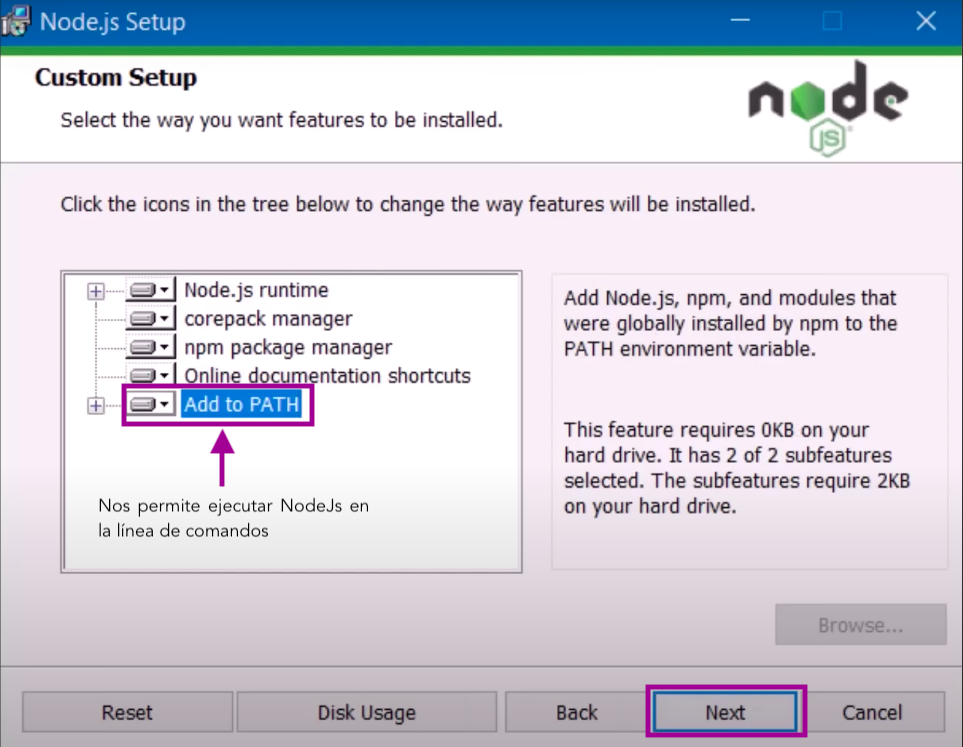 Node.js Setup
Custom Setup
Select the way you want features to be installed.
node
JS
Click the icons in the tree below to change the way features will be installed.
Node.js runtime
corepack manager
npm package manager
Online documentation shortcuts
Add to PATH
Nos permite ejecutar NodeJs en
la línea de comandos
Add Node.js, npm, and modules that
were globally installed by npm to the
PATH environment variable.
This feature requires 0KB on your
hard drive. It has 2 of 2 subfeatures
selected. The subfeatures require 2KB
on your hard drive.
Browse...
Reset
Disk Usage
Back
Next
Cancel